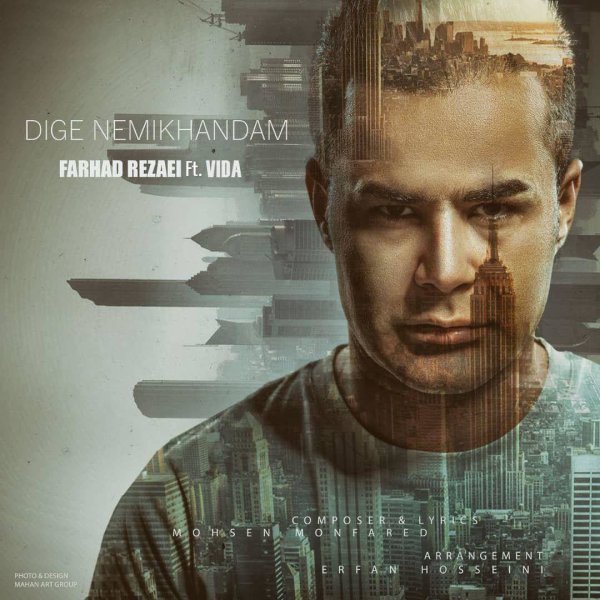 DIGE NEMIKHANDAM
FARHAD REZAEI Ft. VIDA
COMPOSER & LYRICS
MOHSEN MONFARED
ARRANGEMENT
ERFAN HOSSEINI
PHOTO & DESIGN
MAHAN ART GROUP